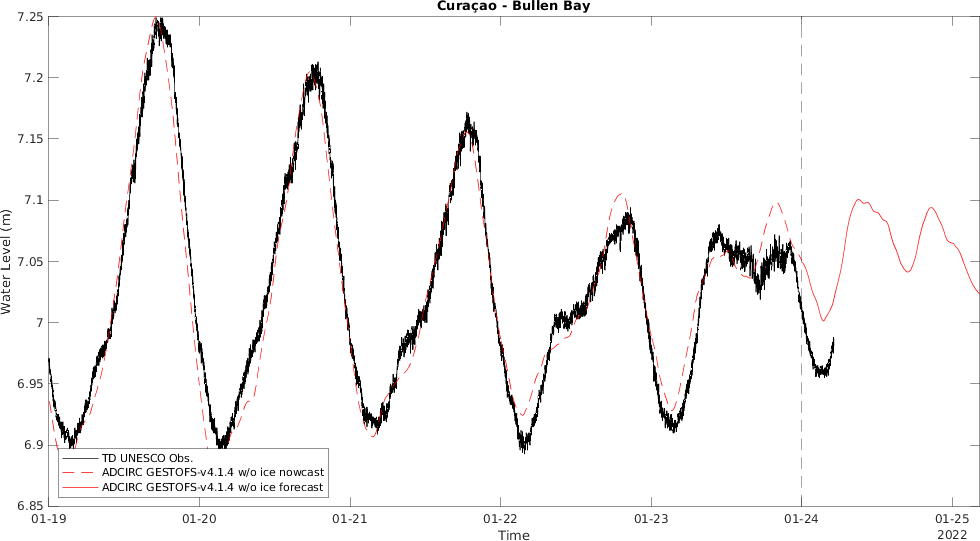 Curaçao - Bullen Bay
7.25
7.2
7.15
7.1
7.05
7
6.95
6.9
6.85
Water Level (m)
TD UNESCO Obs.
ADCIRC GESTOFS-v4.1.4 w/o ice nowcast
ADCIRC GESTOFS-v4.1.4 w/o ice forecast
01-19
01-20
01-21
01-22
01-23
01-24
01-25
Time
2022